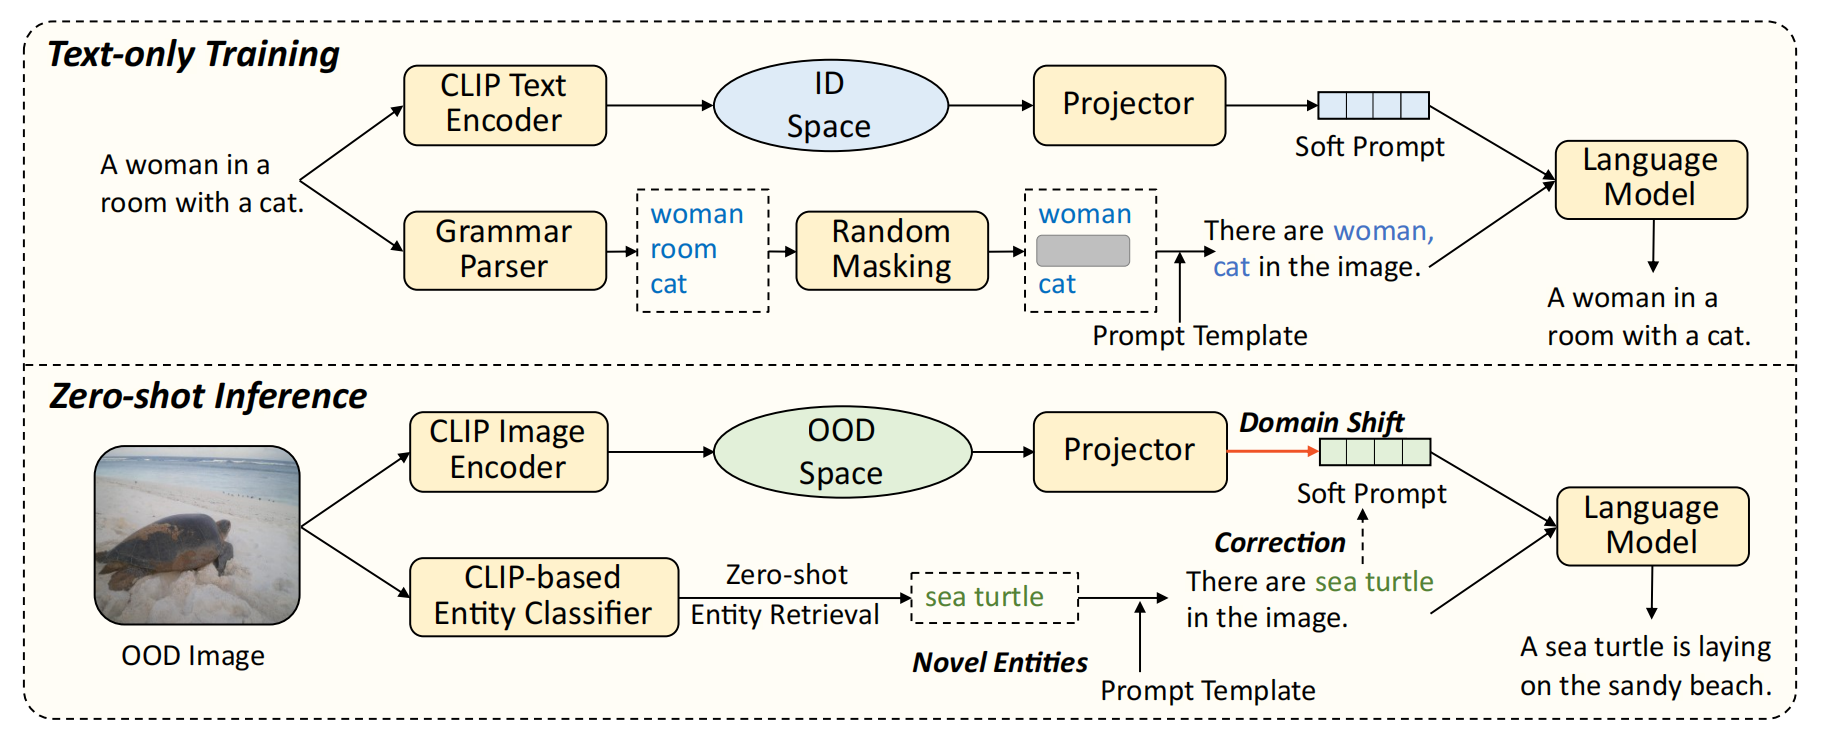 Text-only Training
CLIP Text
Encoder
ID
Space
Projector
Soft Prompt
A woman in a
room with a cat.
Grammar
Parser
woman
room
cat
Random
Masking
woman
cat
There are woman,
cat in the image.
Prompt Template
Language
Model
A woman in a
room with a cat.
Zero-shot Inference
OOD Image
CLIP Image
Encoder
OOD
Space
Projector
Domain Shift
Soft Prompt
Correction
CLIP-based
Entity Classifier
Zero-shot
Entity Retrieval
sea turtle
Novel Entities
There are sea turtle
in the image.
Prompt Template
Language
Model
A sea turtle is laying
on the sandy beach.